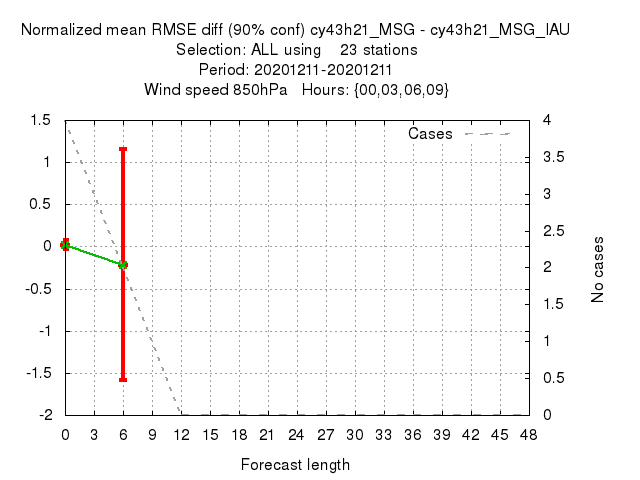 Normalized mean RMSE diff (90% conf) cy43h21_MSG - cy43h21_MSG_IAU
Selection: ALL using 23 stations
Period: 20201211-20201211
Wind speed 850hPa Hours: {00,03,06,09}
1.5
1
0.5
0
-0.5
-1
-1.5
-2
Cases
4
3.5
3
2.5
2
1.5
1
0.5
0
No cases
0 3 6 9 12 15 18 21 24 27 30 33 36 39 42 45 48
Forecast length